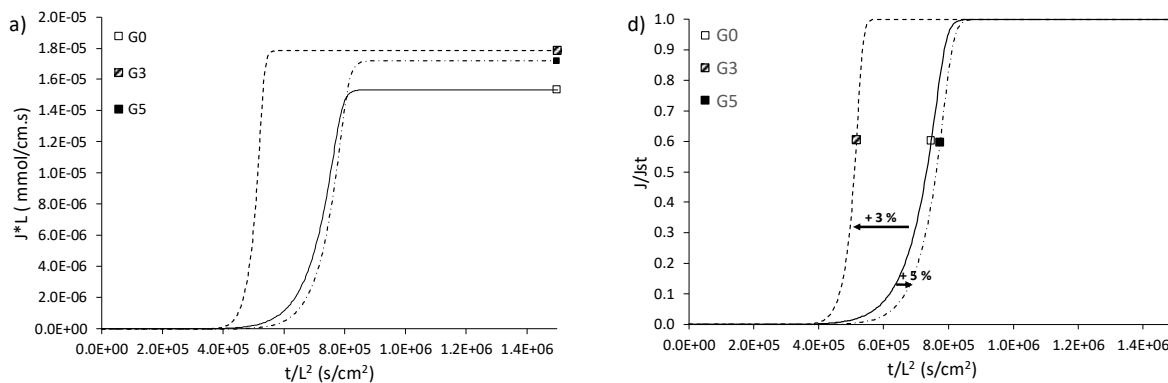 a)
2.0E-05
1.8E-05
1.6E-05
1.4E-05
1.2E-05
1.0E-05
8.0E-06
6.0E-06
4.0E-06
2.0E-06
0.0E+00
J*L ( mmol/cm.s)
G0
G3
G5
0.0E+00 2.0E+05 4.0E+05 6.0E+05 8.0E+05 1.0E+06 1.2E+06 1.4E+06
t/L² (s/cm²)
d)
1.0
0.9
0.8
0.7
0.6
0.5
0.4
0.3
0.2
0.1
0.0
J/Jst
G0
G3
G5
+ 3 %
+ 5 %
0.0E+00 2.0E+05 4.0E+05 6.0E+05 8.0E+05 1.0E+06 1.2E+06 1.4E+06
t/L² (s/cm²)